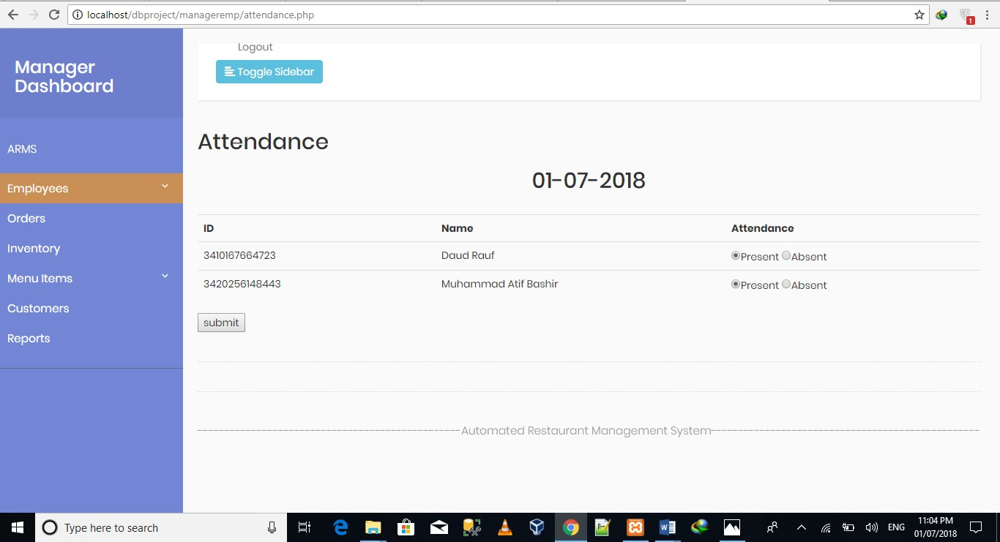 localhost/dbproject/manageremp/attendance.php
1
Manager
Dashboard
ARMS
Employees
Orders
Inventory
Menu Items
Customers
Reports
Logout
Toggle Sidebar
Attendance
01-07-2018
ID Name Attendance
3410167664723 Daud Rauf Present Absent
3420256148443 Muhammad Atif Bashir Present Absent
submit
Automated Restaurant Management System
Type here to search
ENG
11:04 PM
01/07/2018